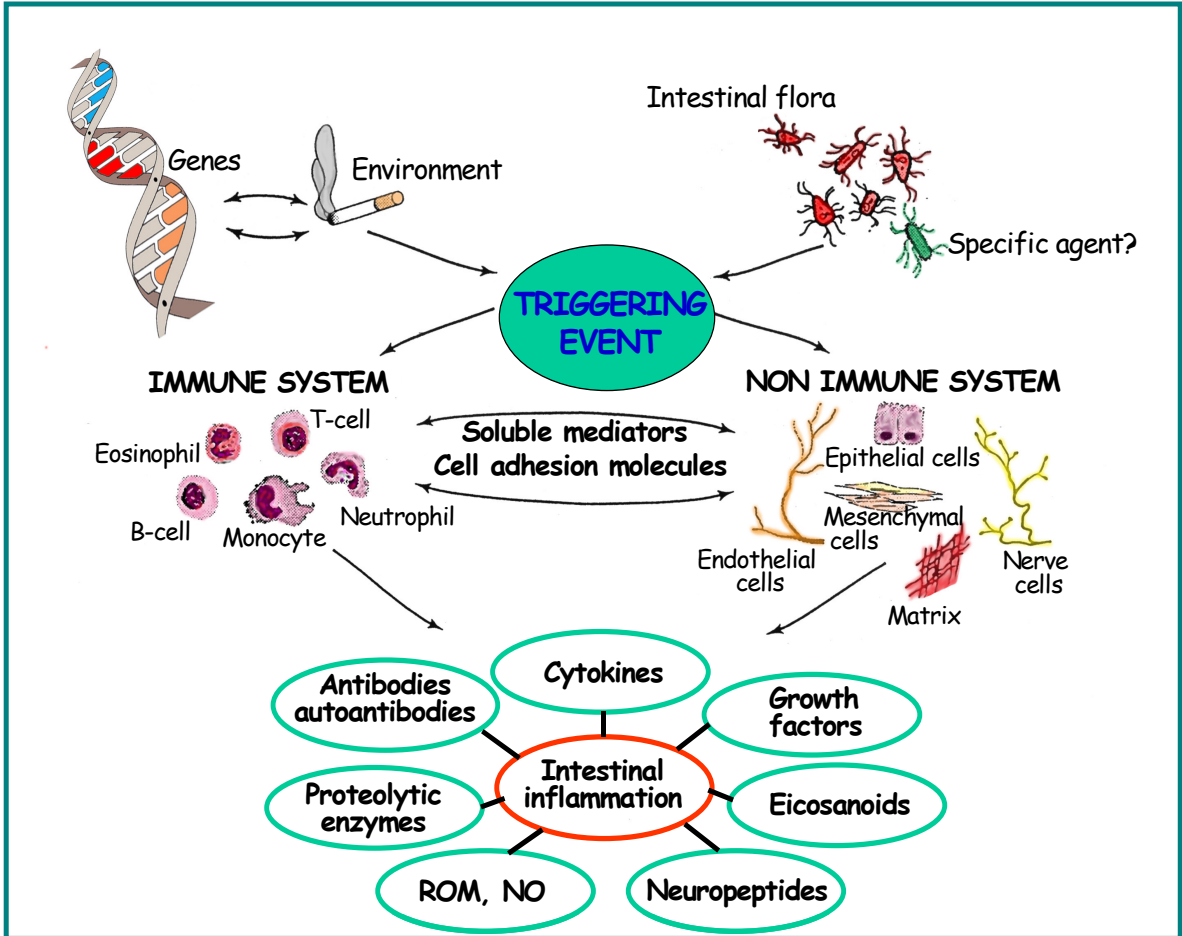 Intestinal flora
Genes
Environment
Specific agent?
TRIGGERING
EVENT
IMMUNE SYSTEM
NON IMMUNE SYSTEM
T-cell
Eosinophil
B-cell
Monocyte
Neutrophil
Soluble mediators
Cell adhesion molecules
Epithelial cells
Mesenchymal
cells
Endothelial
cells
Nerve
cells
Matrix
Cytokines
Antibodies
autoantibodies
Growth
factors
Intestinal
inflammation
Proteolytic
enzymes
Eicosanoids
ROM, NO
Neuropeptides